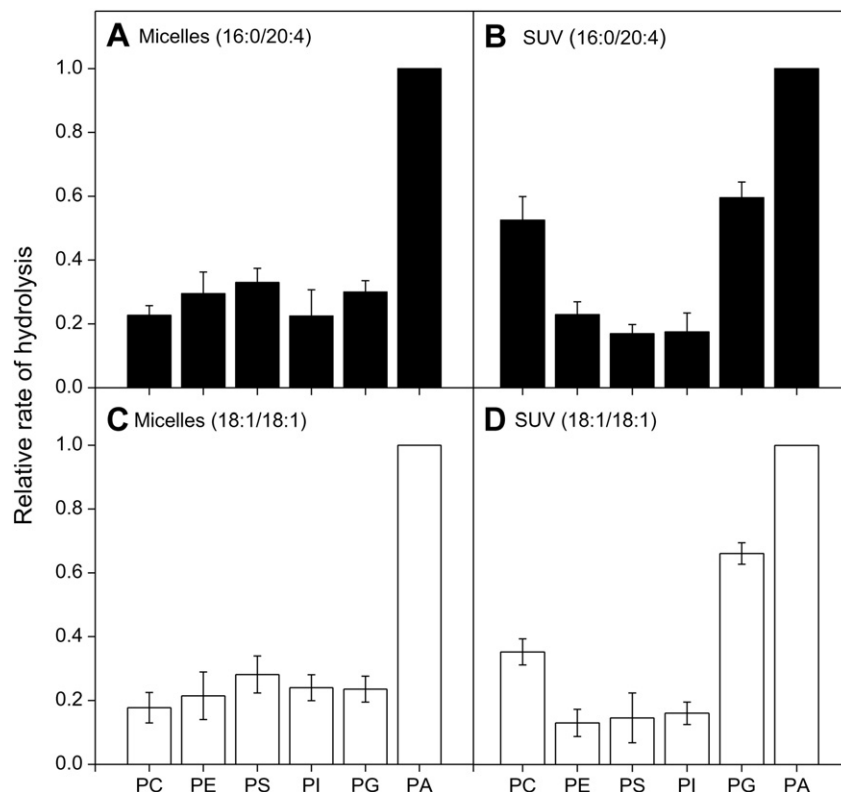 A Micelles (16:0/20:4)
B SUV (16:0/20:4)
1.0
0.8
0.6
0.4
0.2
0.0
C Micelles (18:1/18:1)
D SUV (18:1/18:1)
1.0
0.8
0.6
0.4
0.2
0.0
Relative rate of hydrolysis
PC PE PS PI PG PA
PC PE PS PI PG PA